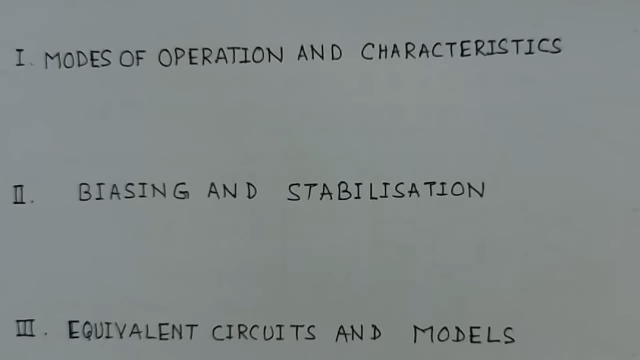 I. MODES OF OPERATION AND CHARACTERISTICS
II. BIASING AND STABILISATION
III. EQUIVALENT CIRCUITS AND MODELS